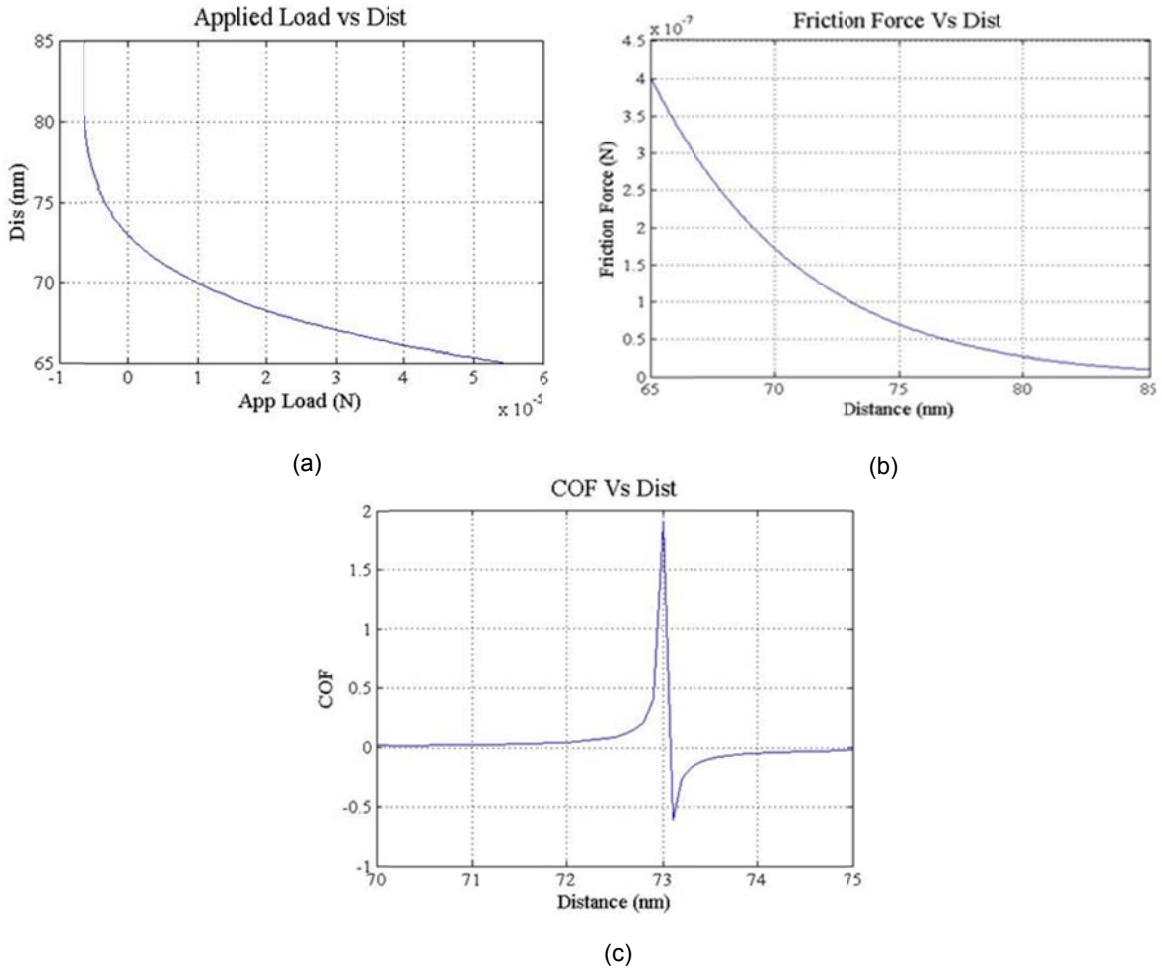 Applied Load vs Dist
85
80
75
70
65
Dis (nm)
-1 0 1 2 3 4 5 6
App Load (N)
(a)
Friction Force Vs Dist
x 10^-7
4.5
4
3.5
3
2.5
2
1.5
1
0.5
0
Friction Force (N)
65 70 75 80 85
Distance (nm)
(b)
COF Vs Dist
2
1.5
1
0.5
0
-0.5
-1
COF
70 71 72 73 74 75
Distance (nm)
(c)